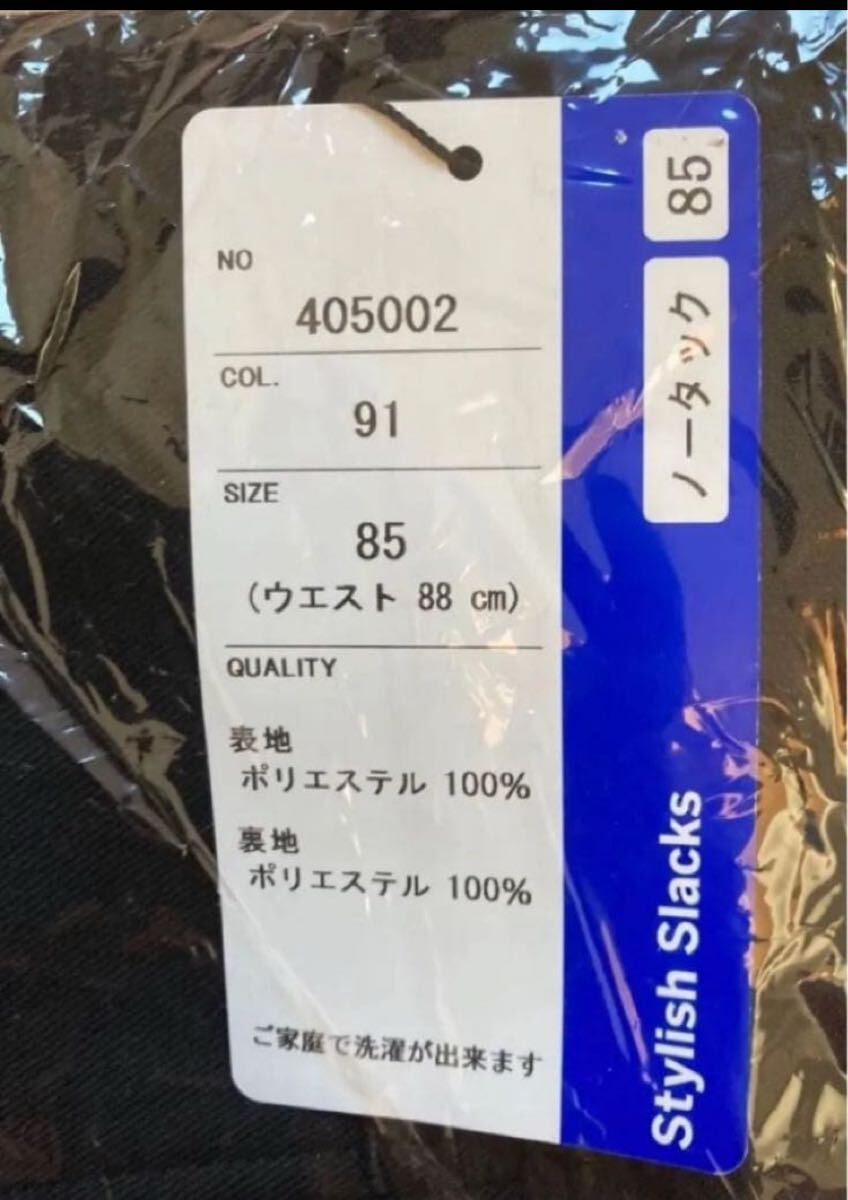 NO
405002
COL.
91
SIZE
85
(ウエスト 88 cm)
QUALITY
表地
ポリエステル 100%
裏地
ポリエステル 100%
ご家庭で洗濯が出来ます
85
ノータック
Stylish Slacks